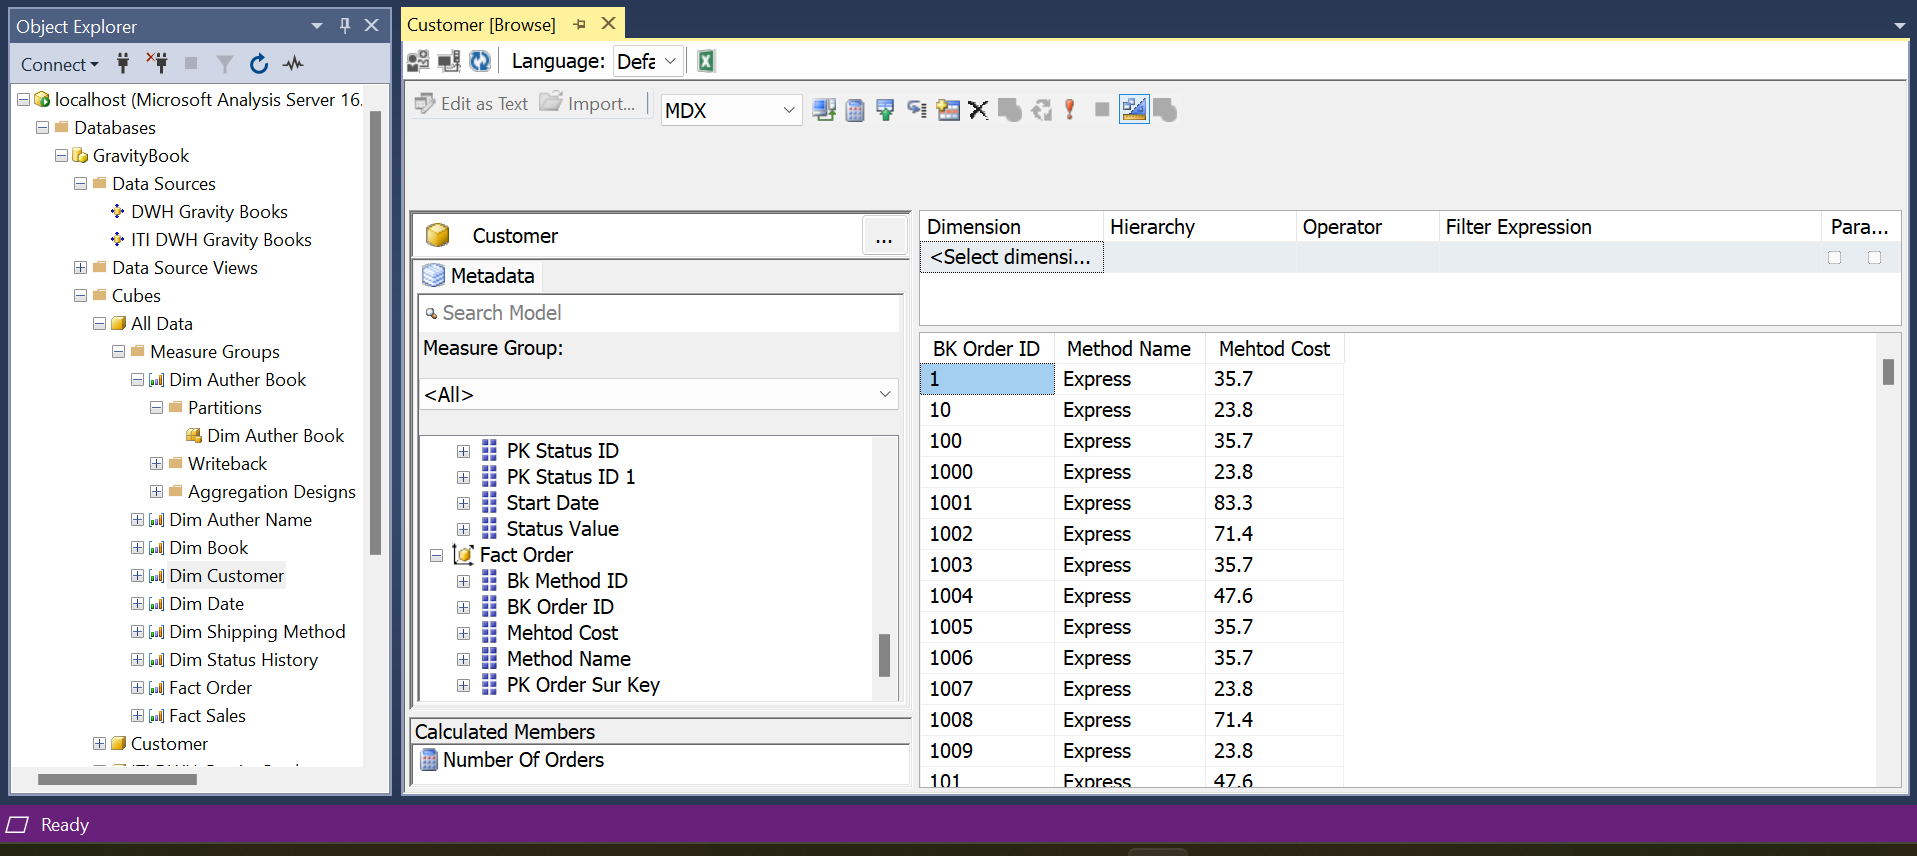 Object Explorer
Connect
localhost (Microsoft Analysis Server 16.
Databases
GravityBook
Data Sources
DWH Gravity Books
ITI DWH Gravity Books
Data Source Views
Cubes
All Data
Measure Groups
Dim Auther Book
Partitions
Dim Auther Book
Writeback
Aggregation Designs
Dim Auther Name
Dim Book
Dim Customer
Dim Date
Dim Shipping Method
Dim Status History
Fact Order
Fact Sales
Customer
Customer [Browse]
Language: Defa
Edit as Text Import... MDX
Customer ...
Metadata
Search Model
Measure Group:
<All>
PK Status ID
PK Status ID 1
Start Date
Status Value
Fact Order
Bk Method ID
BK Order ID
Mehtod Cost
Method Name
PK Order Sur Key
Calculated Members
Number Of Orders
Dimension Hierarchy Operator Filter Expression Para...
<Select dimensi...
BK Order ID Method Name Mehtod Cost
1 Express 35.7
10 Express 23.8
100 Express 35.7
1000 Express 23.8
1001 Express 83.3
1002 Express 71.4
1003 Express 35.7
1004 Express 47.6
1005 Express 35.7
1006 Express 35.7
1007 Express 23.8
1008 Express 71.4
1009 Express 23.8
101 Express 47.6
Ready